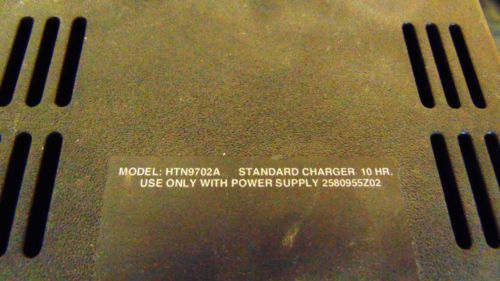 MODEL: HTN9702A STANDARD CHARGER 10 HR.
USE ONLY WITH POWER SUPPLY 2580955Z02